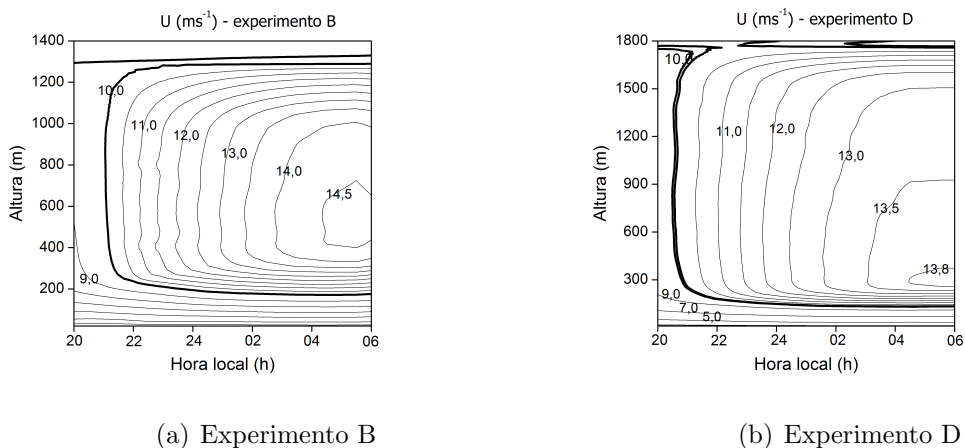 U (ms⁻¹) - experimento B
1400
1200
1000
800
600
400
200
Altura (m)
10,0
11,0
12,0
13,0
14,0
14,5
9,0
20 22 24 02 04 06
Hora local (h)
(a) Experimento B
U (ms⁻¹) - experimento D
1800
1500
1200
900
600
300
Altura (m)
10,0
11,0
12,0
13,0
13,5
13,8
9,0
7,0
5,0
20 22 24 02 04 06
Hora local (h)
(b) Experimento D